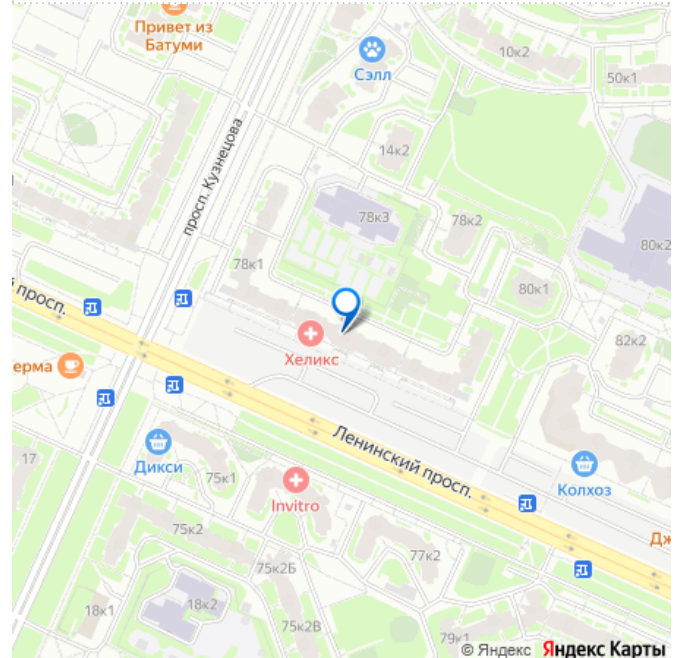 Привет из
Батуми
Сэлл
10к2
50к1
просп. Кузнецова
14к2
78к3
78к2
80к2
78к1
80к1
й просп.
82к2
Хеликс
ерма
Ленинский просп.
17
Дикси
75к1
Invitro
Колхоз
75к2
Дж
77к2
75к2Б
18к1
18к2
75к2В
79к1
© Яндекс Яндекс Карты